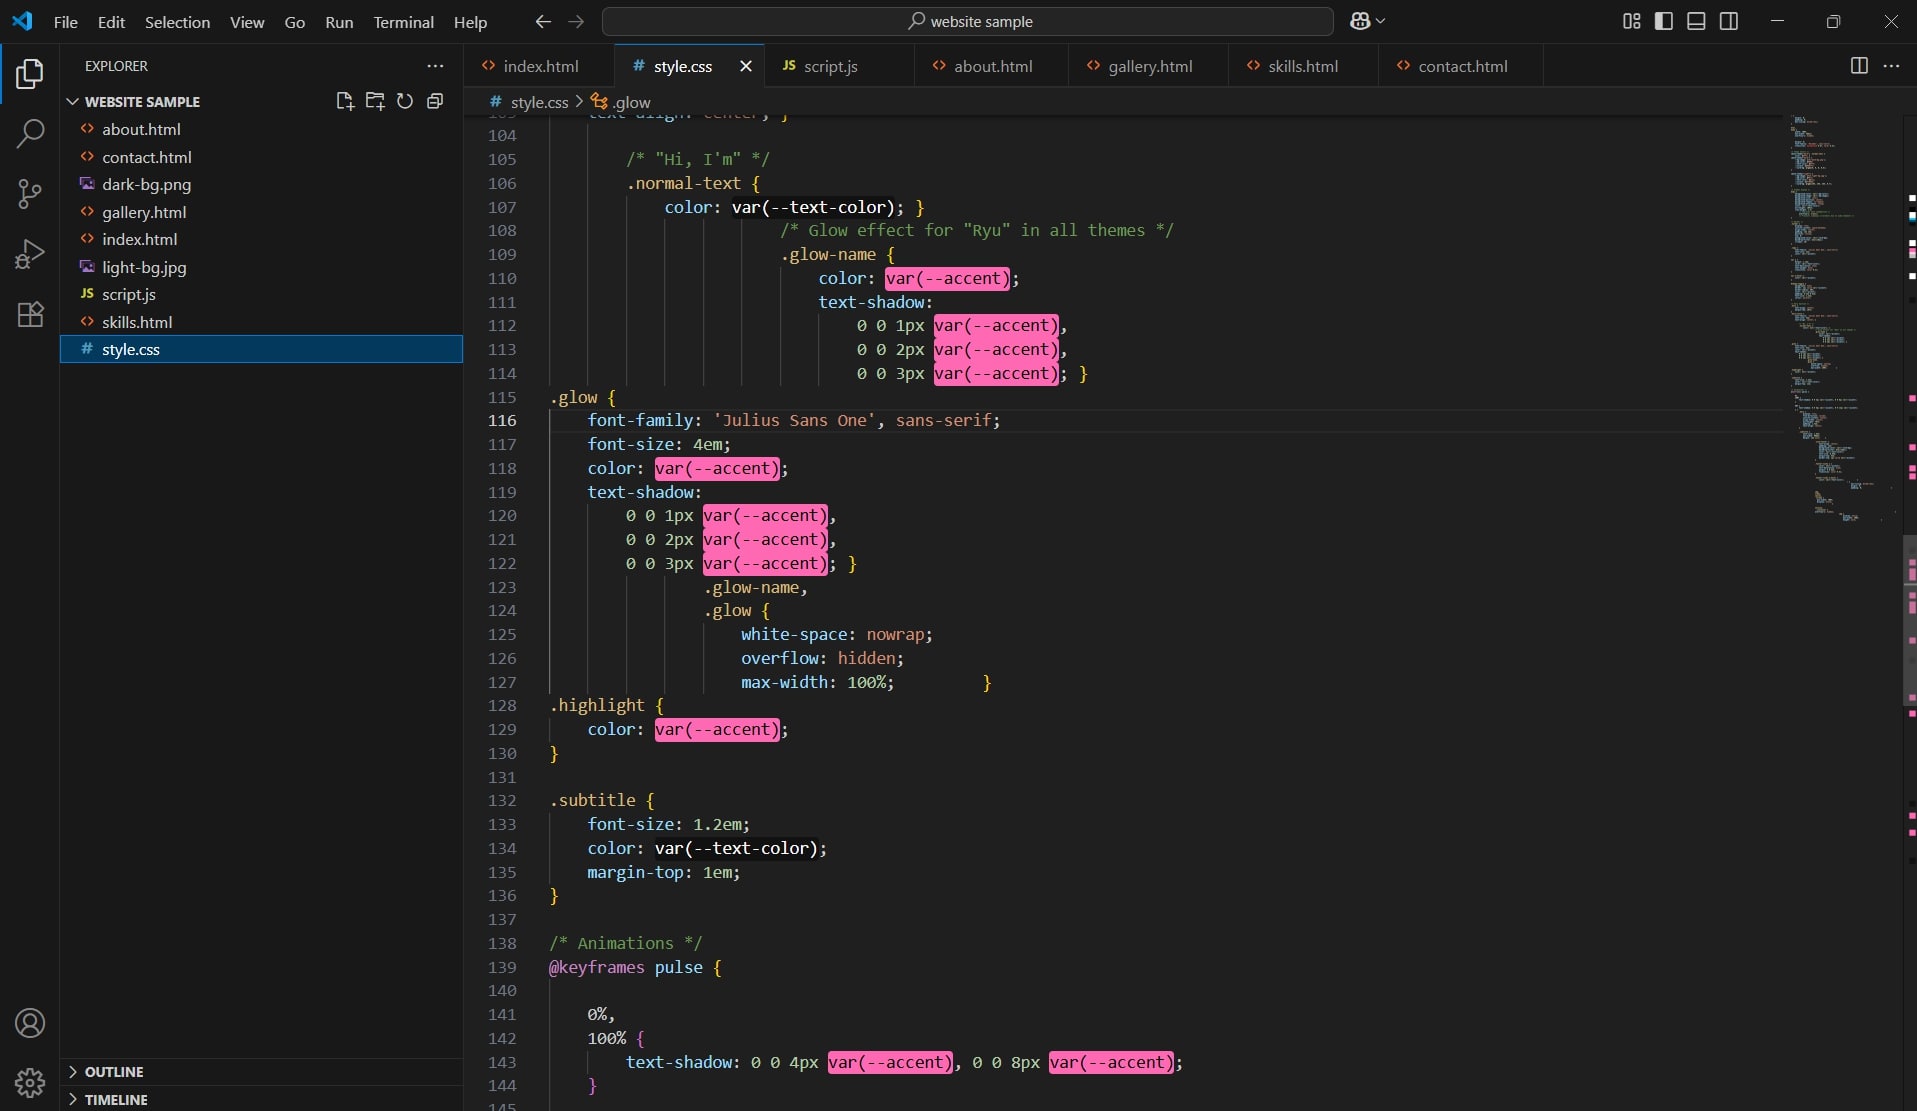 File Edit Selection View Go Run Terminal Help
website sample
EXPLORER
WEBSITE SAMPLE
about.html
contact.html
dark-bg.png
gallery.html
index.html
light-bg.jpg
JS script.js
skills.html
# style.css
OUTLINE
TIMELINE
index.html # style.css JS script.js about.html gallery.html skills.html contact.html
# style.css > .glow
103 text-align: center; }
104
105 /* "Hi, I'm" */
106 .normal-text {
107 color: var(--text-color); }
108 /* Glow effect for "Ryu" in all themes */
109 .glow-name {
110 color: var(--accent);
111 text-shadow:
112 0 0 1px var(--accent),
113 0 0 2px var(--accent),
114 0 0 3px var(--accent); }
115 .glow {
116 font-family: 'Julius Sans One', sans-serif;
117 font-size: 4em;
118 color: var(--accent);
119 text-shadow:
120 0 0 1px var(--accent),
121 0 0 2px var(--accent),
122 0 0 3px var(--accent); }
123 .glow-name,
124 .glow {
125 white-space: nowrap;
126 overflow: hidden;
127 max-width: 100%; }
128 .highlight {
129 color: var(--accent);
130 }
131
132 .subtitle {
133 font-size: 1.2em;
134 color: var(--text-color);
135 margin-top: 1em;
136 }
137
138 /* Animations */
139 @keyframes pulse {
140
141 0%,
142 100% {
143 text-shadow: 0 0 4px var(--accent), 0 0 8px var(--accent);
144 }
145